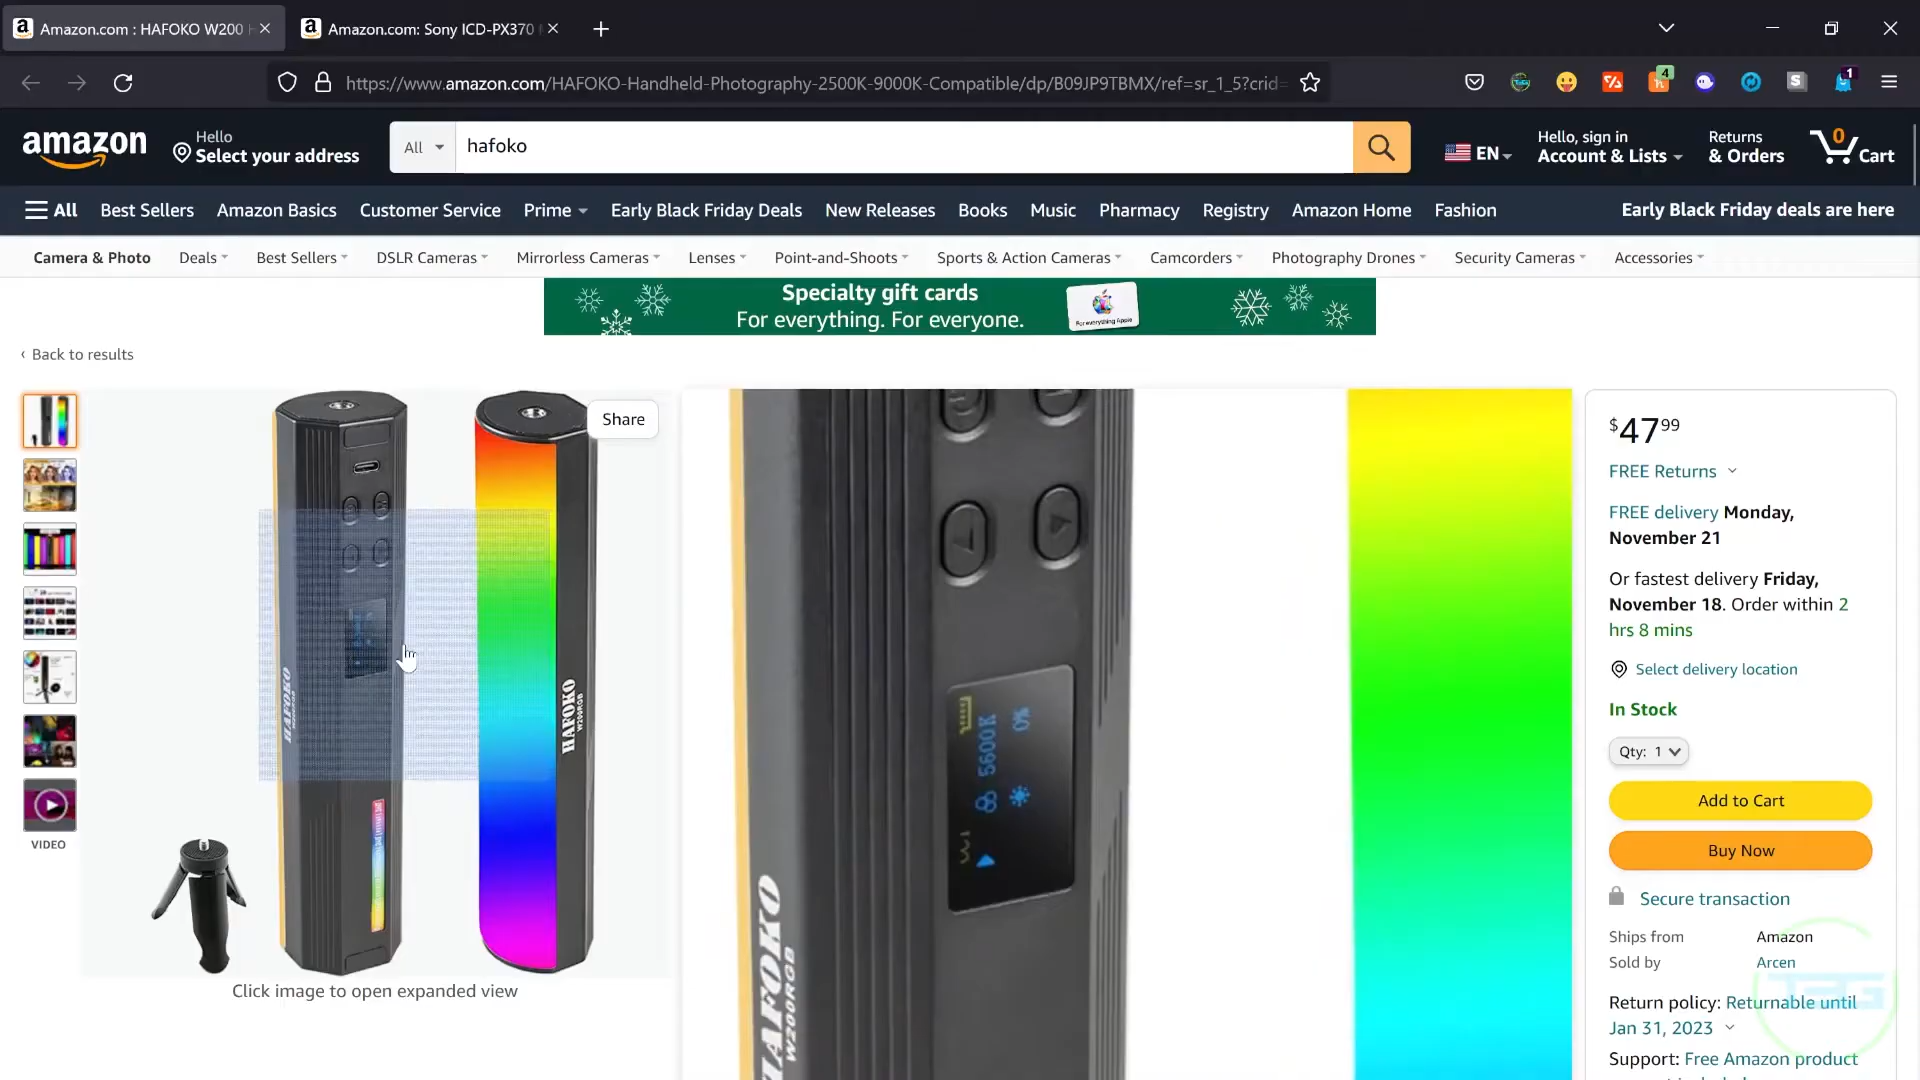 Amazon.com : HAFOKO W200
Amazon.com: Sony ICD-PX370
https://www.amazon.com/HAFOKO-Handheld-Photography-2500K-9000K-Compatible/dp/B09JP9TBMX/ref=sr_1_5?crid=
4
S
1
amazon
Hello
Select your address
All
hafoko
EN
Hello, sign in
Account & Lists
Returns
& Orders
0
Cart
All
Best Sellers
Amazon Basics
Customer Service
Prime
Early Black Friday Deals
New Releases
Books
Music
Pharmacy
Registry
Amazon Home
Fashion
Early Black Friday deals are here
Camera & Photo
Deals
Best Sellers
DSLR Cameras
Mirrorless Cameras
Lenses
Point-and-Shoots
Sports & Action Cameras
Camcorders
Photography Drones
Security Cameras
Accessories
Specialty gift cards
For everything. For everyone.
For everything Apple
‹ Back to results
Share
VIDEO
HAFOKO
W200RGB
HAFOKO
W200RGB
Click image to open expanded view
5600K
0%
HAFOKO
W200RGB
$47.99
FREE Returns
FREE delivery Monday,
November 21
Or fastest delivery Friday,
November 18. Order within 2
hrs 8 mins
Select delivery location
In Stock
Qty: 1
Add to Cart
Buy Now
Secure transaction
Ships from Amazon
Sold by Arcen
Return policy: Returnable until
Jan 31, 2023
Support: Free Amazon product